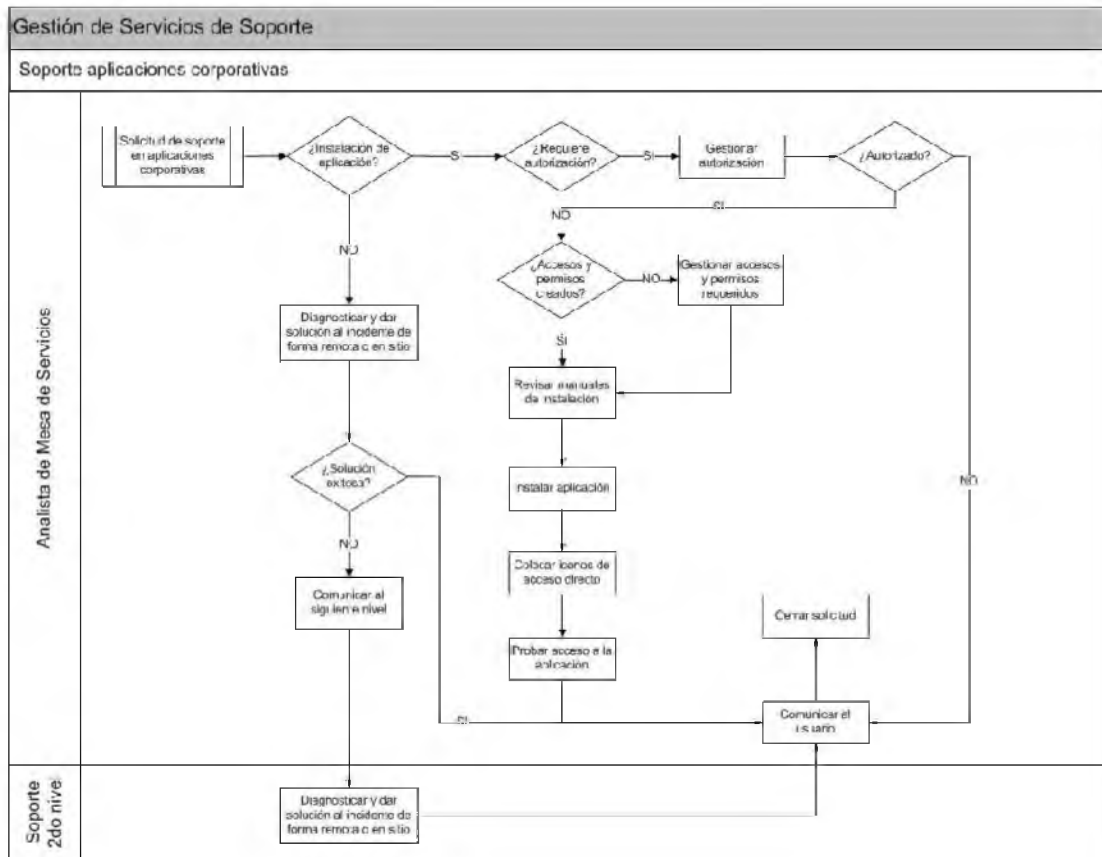 Gestión de Servicios de Soporte
Soporte aplicaciones corporativas
Analista de Mesa de Servicios
Solicitud de soporte
en aplicaciones
corporativas
¿Instalación de
aplicación?
SI
¿Requiere
autorización?
SI
Gestionar
autorización
¿Autorizado?
SI
NO
NO
¿Accesos y
permisos
creados?
NO
Gestionar accesos
y permisos
requeridos
NO
Diagnosticar y dar
solución al incidente de
forma remota o en sitio
SI
Revisar manuales
de instalación
¿Solución
exitosa?
Instalar aplicación
NO
NO
Colocar iconos de
acceso directo
Comunicar al
siguiente nivel
Cerrar solicitud
Probar acceso a la
aplicación
SI
Comunicar al
usuario
Soporte
2do nivel
Diagnosticar y dar
solución al incidente de
forma remota o en sitio